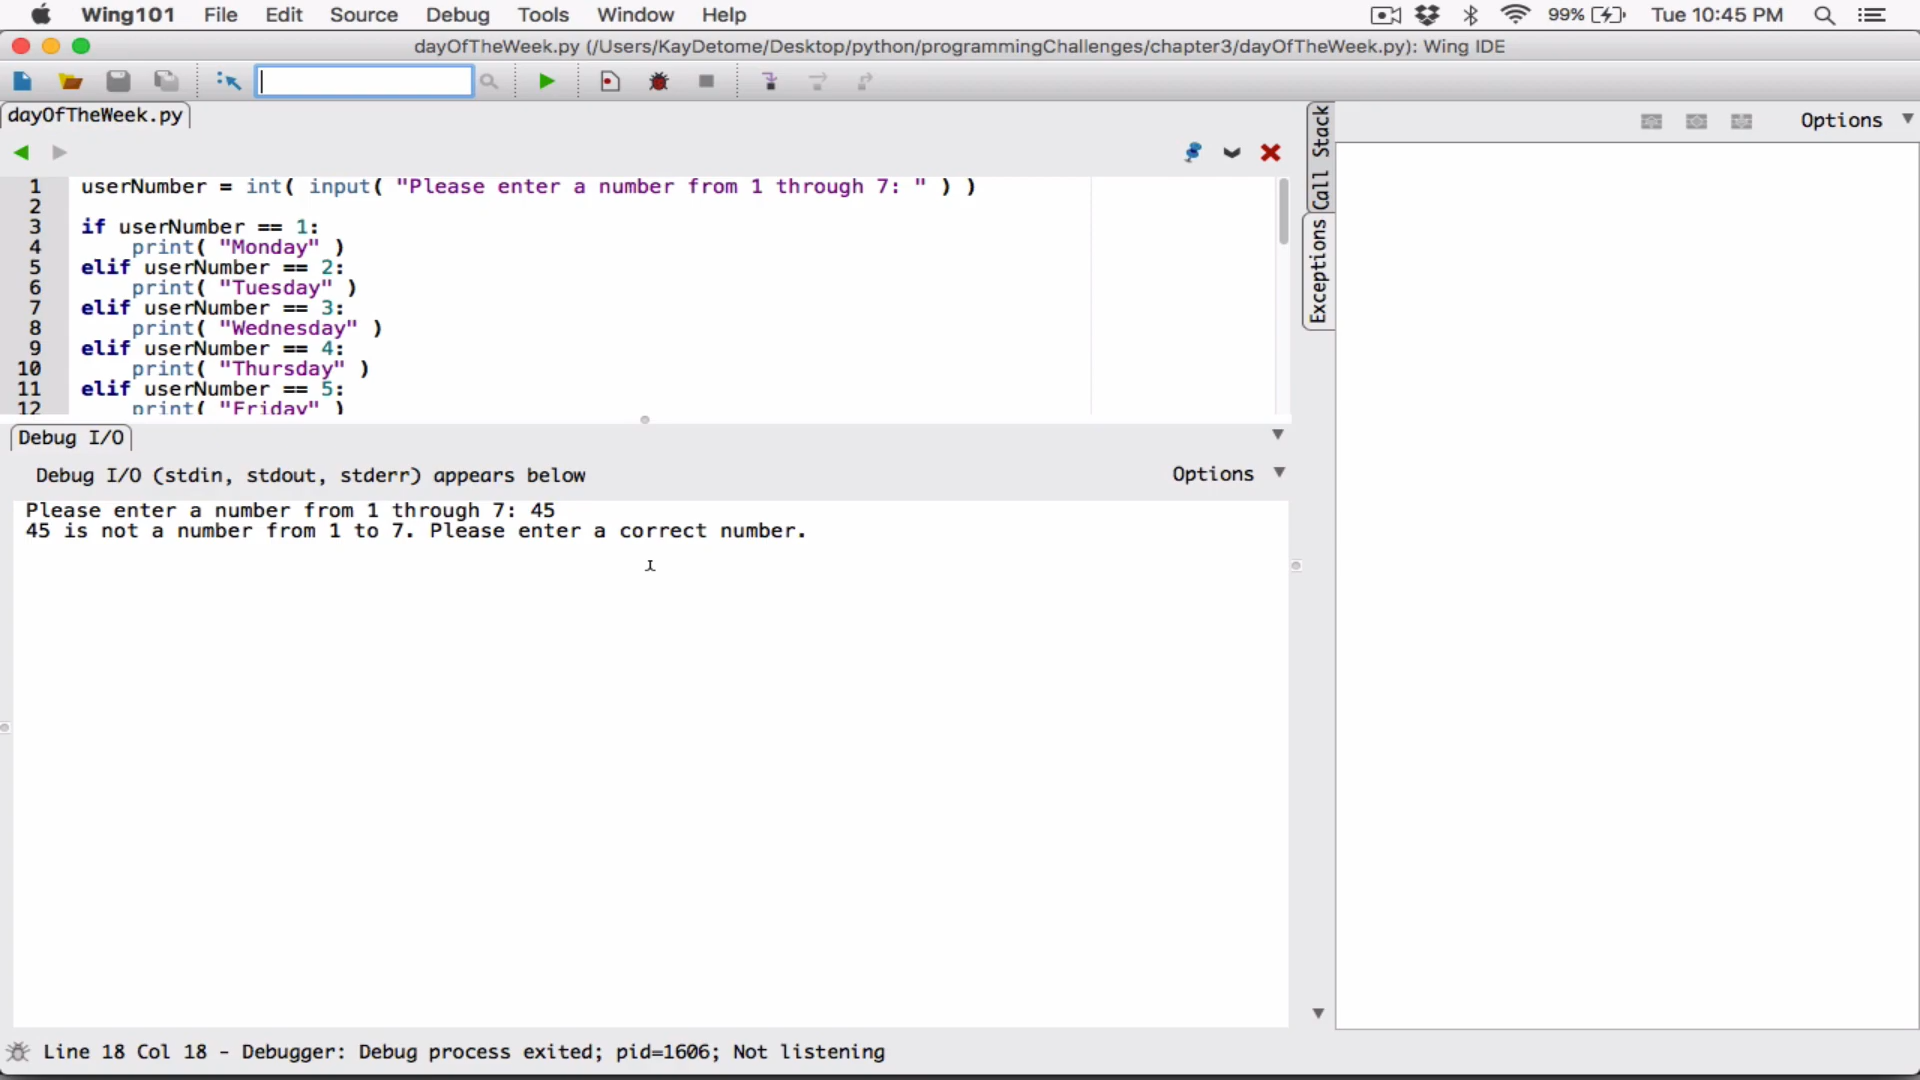 Wing101 File Edit Source Debug Tools Window Help 99% Tue 10:45 PM
dayOfTheWeek.py (/Users/KayDetome/Desktop/python/programmingChallenges/chapter3/dayOfTheWeek.py): Wing IDE
dayOfTheWeek.py
Options
Call Stack
Exceptions
1 userNumber = int( input( "Please enter a number from 1 through 7: " ) )
2
3 if userNumber == 1:
4     print( "Monday" )
5 elif userNumber == 2:
6     print( "Tuesday" )
7 elif userNumber == 3:
8     print( "Wednesday" )
9 elif userNumber == 4:
10     print( "Thursday" )
11 elif userNumber == 5:
12     print( "Friday" )
Debug I/O
Debug I/O (stdin, stdout, stderr) appears below Options
Please enter a number from 1 through 7: 45
45 is not a number from 1 to 7. Please enter a correct number.
Line 18 Col 18 - Debugger: Debug process exited; pid=1606; Not listening